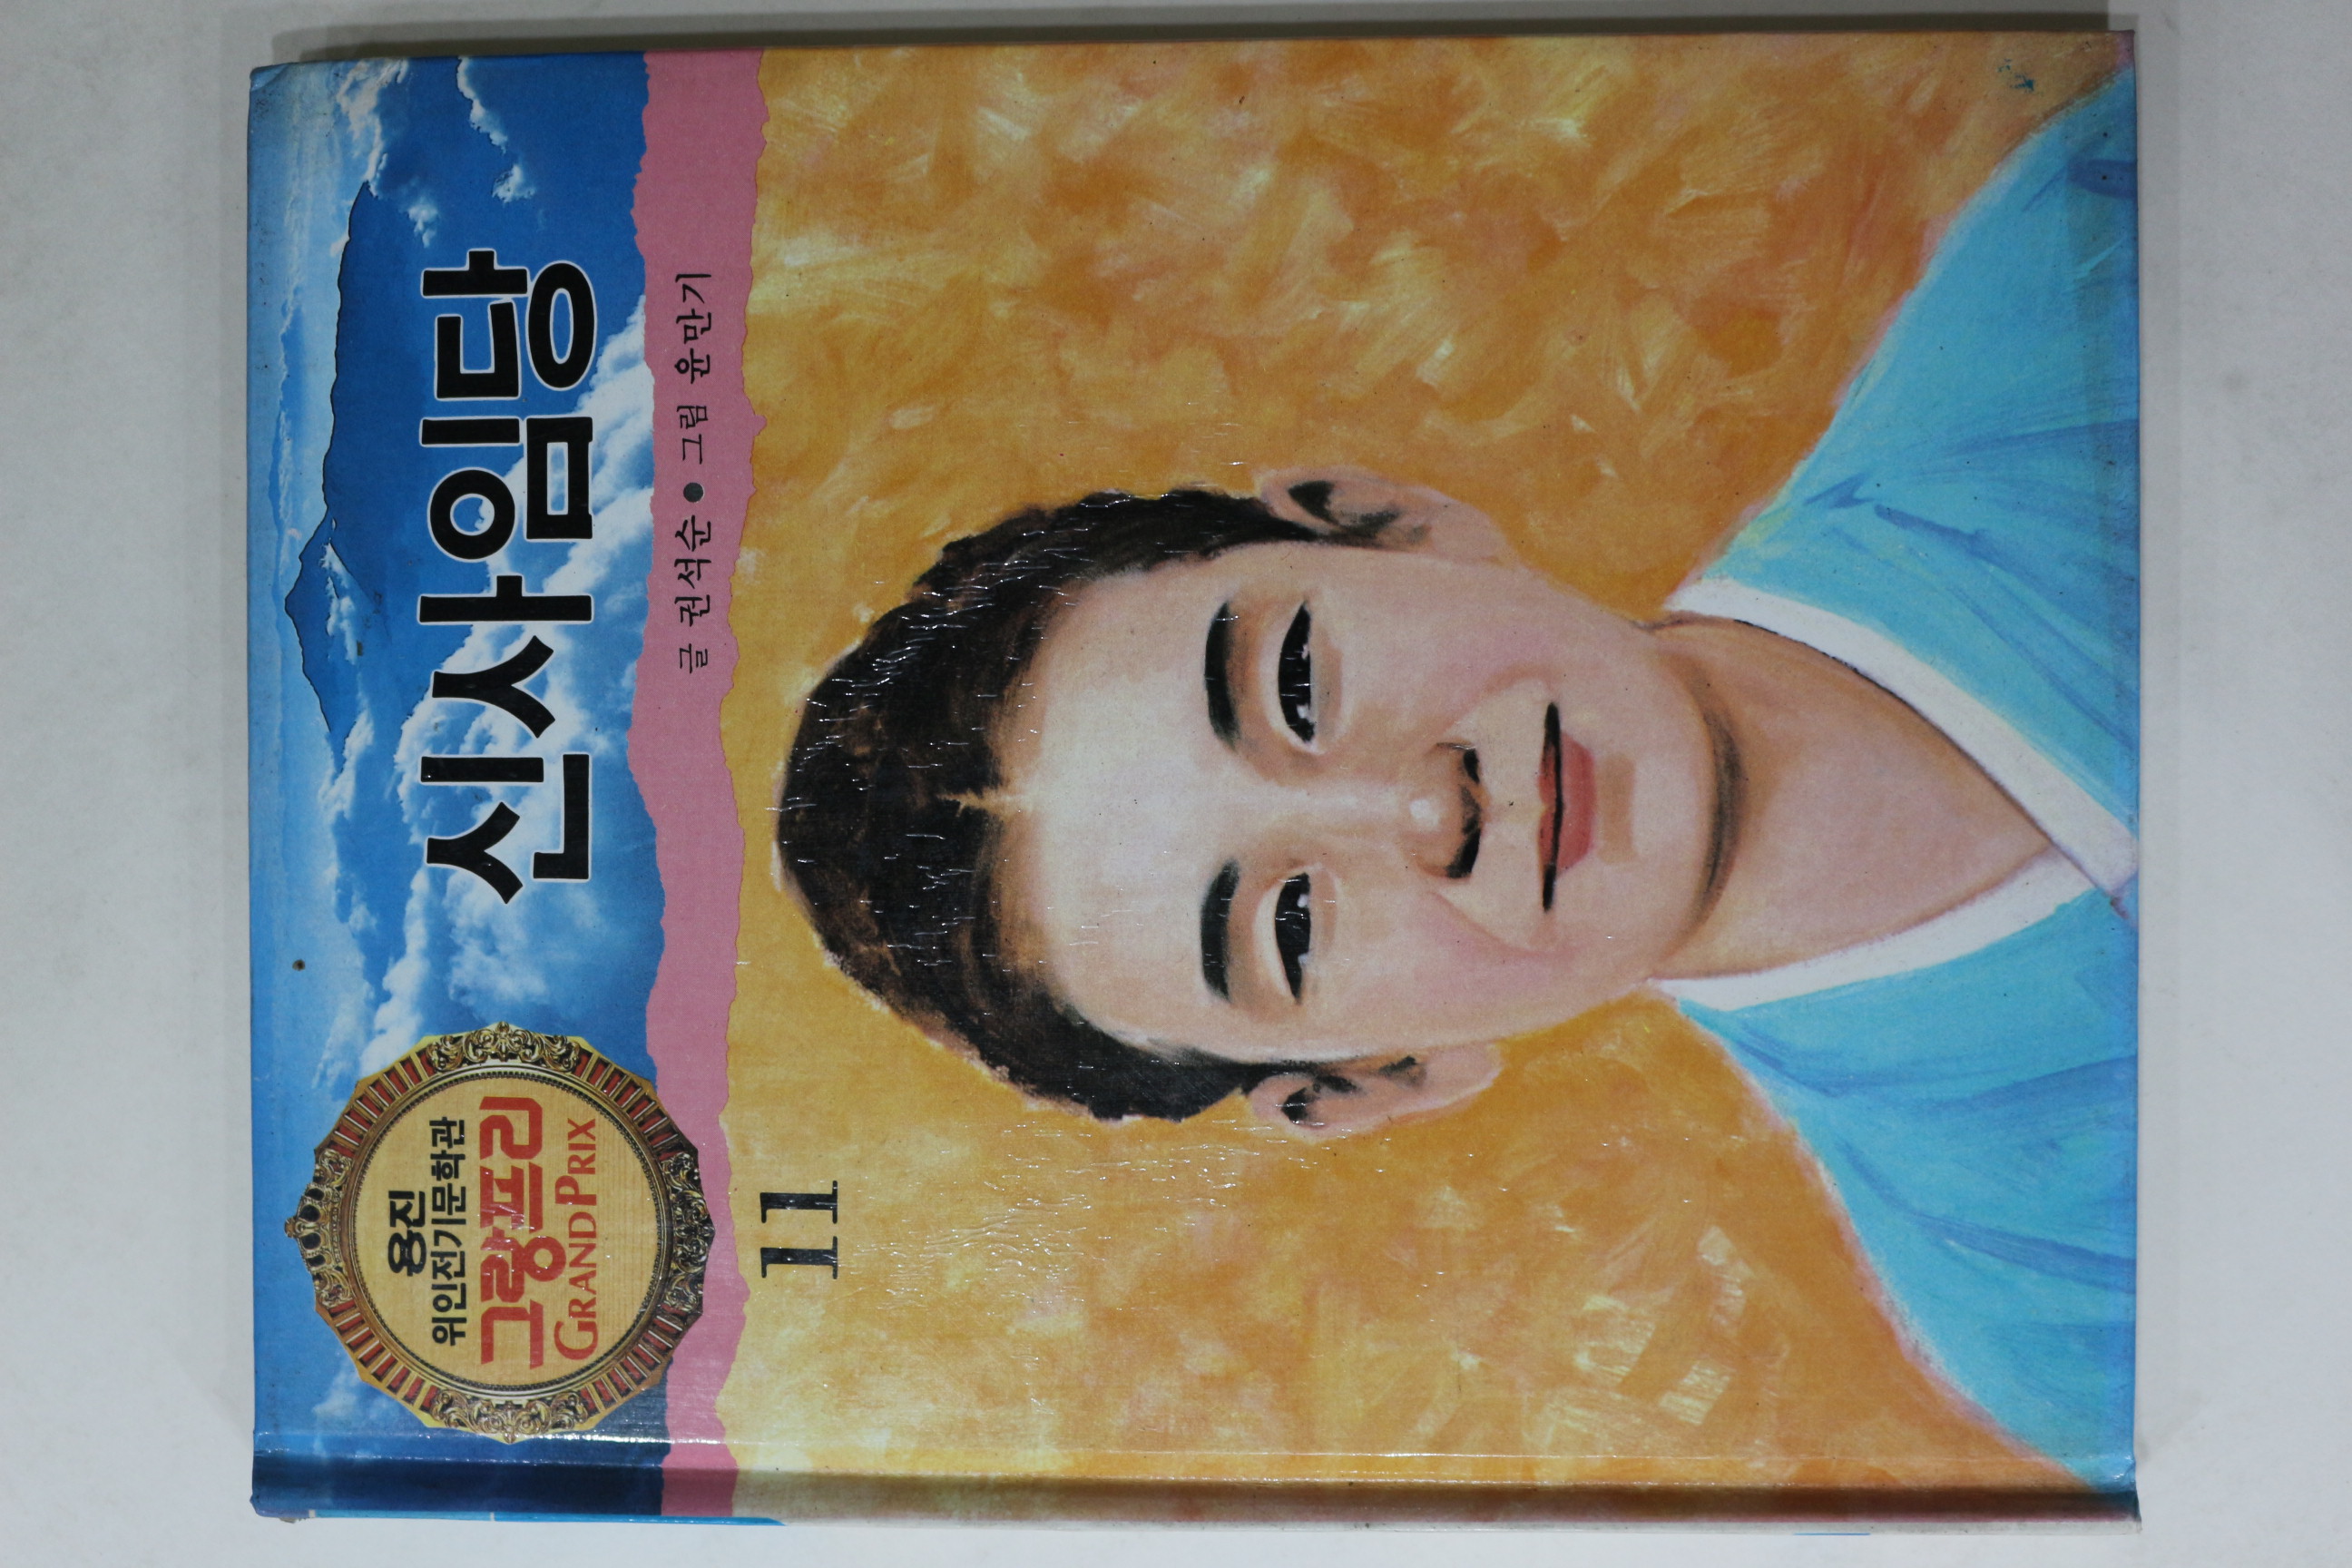 용진
위인전기문학관
그랑프리
GRAND PRIX
신사임당
글 권석순 ● 그림 윤만기
11